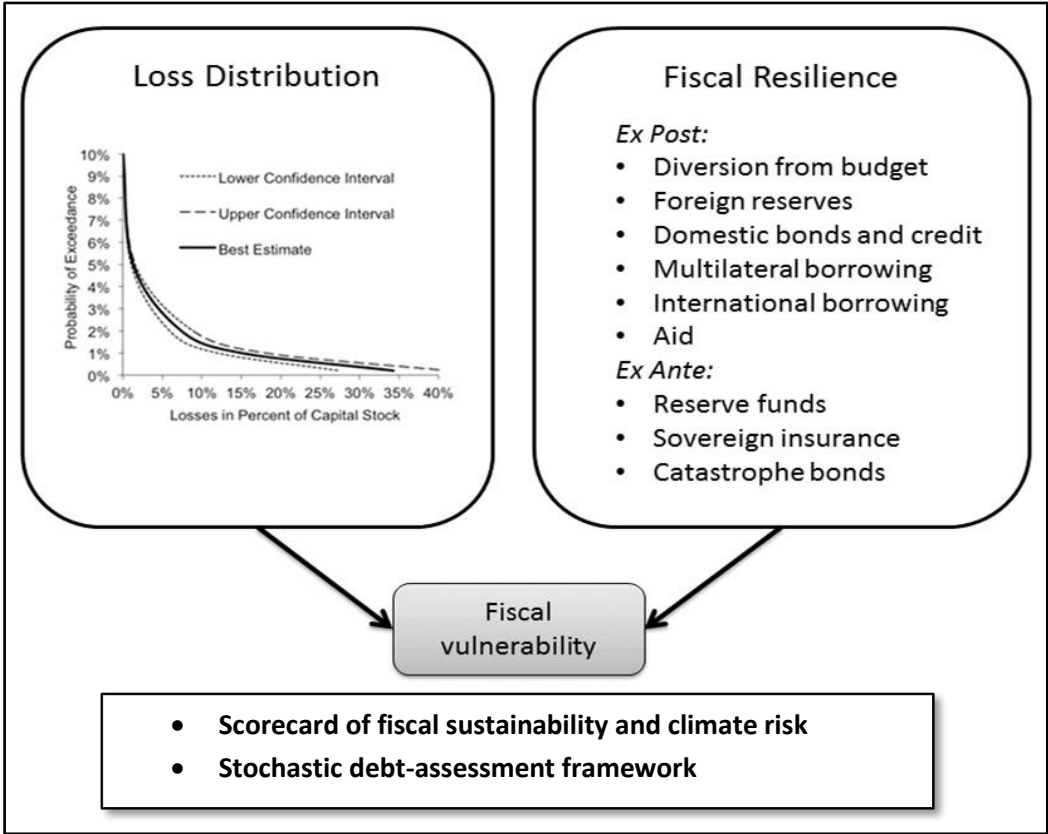 Loss Distribution
10%
9%
8%
7%
6%
5%
4%
3%
2%
1%
0%
Probability of Exceedance
Lower Confidence Interval
Upper Confidence Interval
Best Estimate
0% 5% 10% 15% 20% 25% 30% 35% 40%
Losses in Percent of Capital Stock
Fiscal Resilience
Ex Post:
• Diversion from budget
• Foreign reserves
• Domestic bonds and credit
• Multilateral borrowing
• International borrowing
• Aid
Ex Ante:
• Reserve funds
• Sovereign insurance
• Catastrophe bonds
Fiscal
vulnerability
• Scorecard of fiscal sustainability and climate risk
• Stochastic debt-assessment framework